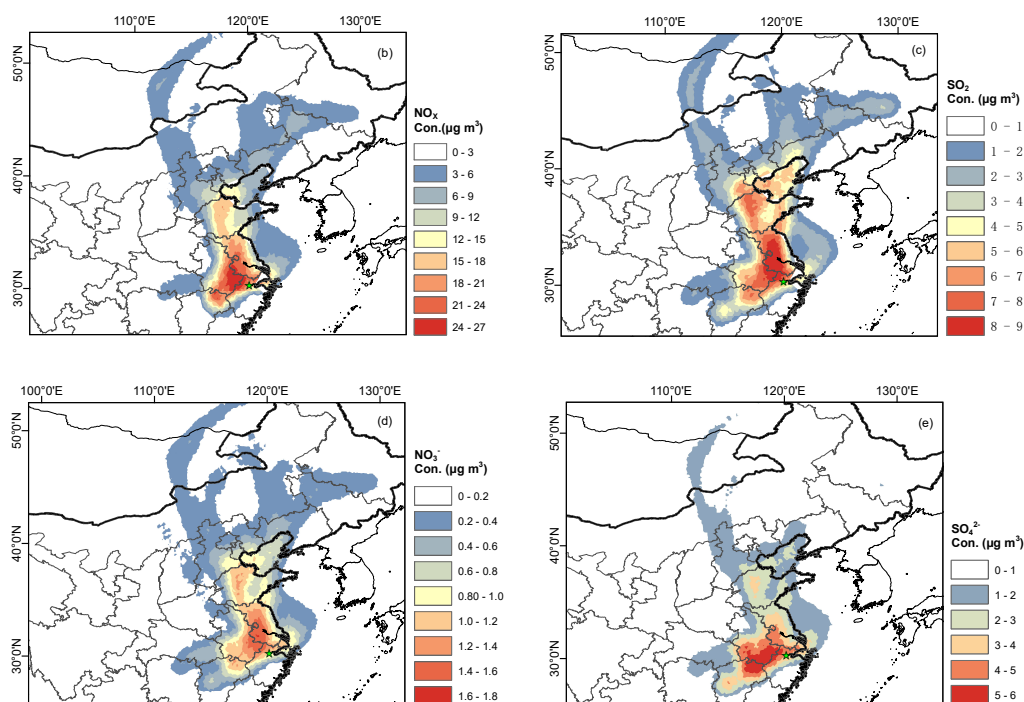 110°0'E 120°0'E 130°0'E
50°0'N
40°0'N
30°0'N
(b)
NOX
Con.(μg m³)
0 - 3
3 - 6
6 - 9
9 - 12
12 - 15
15 - 18
18 - 21
21 - 24
24 - 27
110°0'E 120°0'E 130°0'E
50°0'N
40°0'N
30°0'N
(c)
SO2
Con. (μg m³)
0 - 1
1 - 2
2 - 3
3 - 4
4 - 5
5 - 6
6 - 7
7 - 8
8 - 9
100°0'E 110°0'E 120°0'E 130°0'E
50°0'N
40°0'N
30°0'N
(d)
NO3-
Con. (μg m³)
0 - 0.2
0.2 - 0.4
0.4 - 0.6
0.6 - 0.8
0.80 - 1.0
1.0 - 1.2
1.2 - 1.4
1.4 - 1.6
1.6 - 1.8
110°0'E 120°0'E 130°0'E
50°0'N
40°0'N
30°0'N
(e)
SO4 2-
Con. (μg m³)
0 - 1
1 - 2
2 - 3
3 - 4
4 - 5
5 - 6